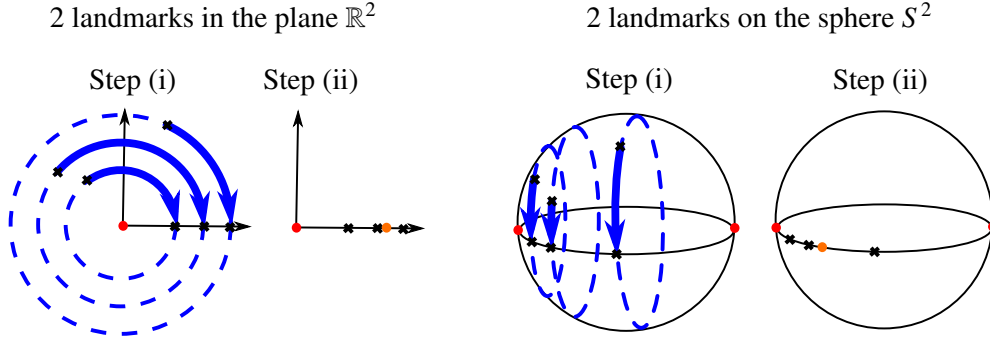 2 landmarks in the plane ℝ²
2 landmarks on the sphere S²
Step (i)
Step (ii)
Step (i)
Step (ii)